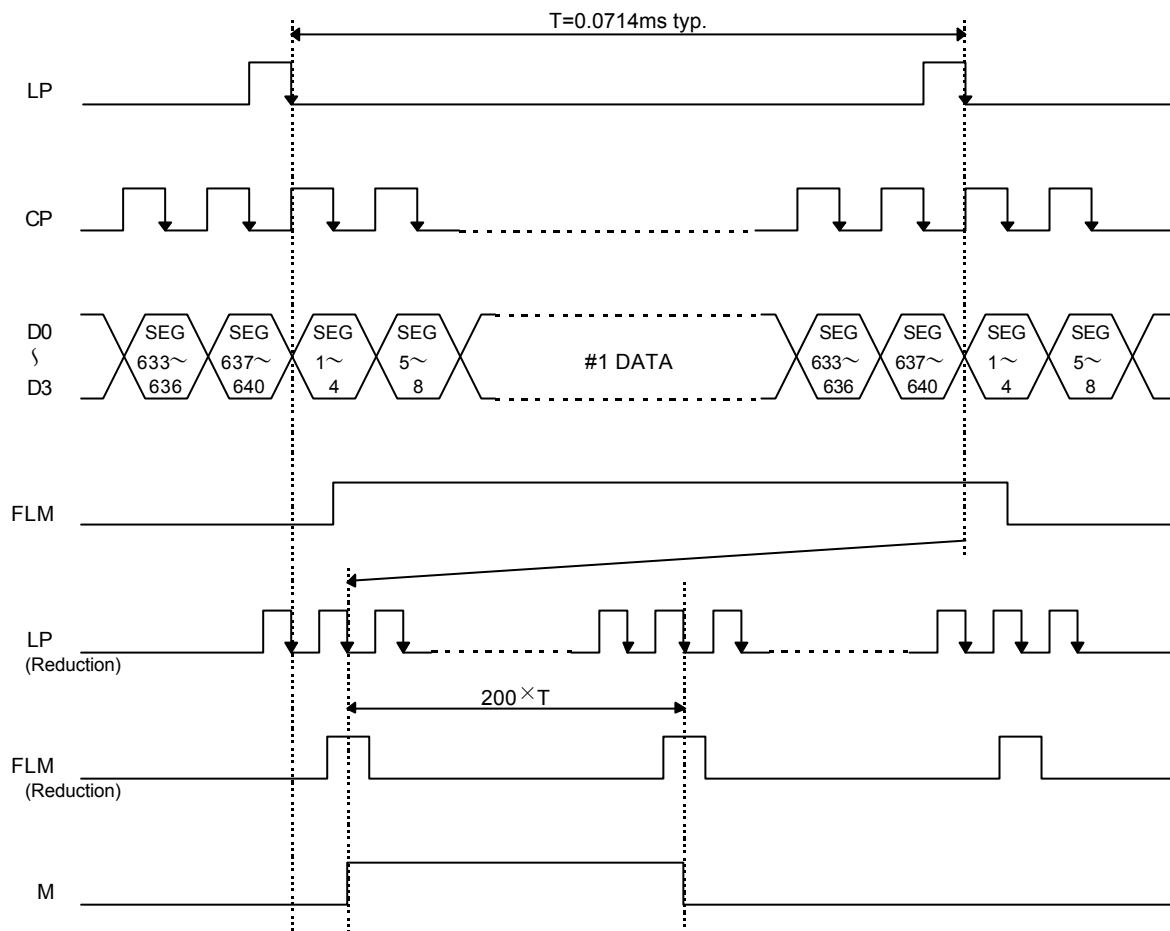 T=0.0714ms typ.
LP
CP
D0
〜
D3
SEG 633〜 636
SEG 637〜 640
SEG 1〜 4
SEG 5〜 8
#1 DATA
SEG 633〜 636
SEG 637〜 640
SEG 1〜 4
SEG 5〜 8
FLM
LP
(Reduction)
200×T
FLM
(Reduction)
M